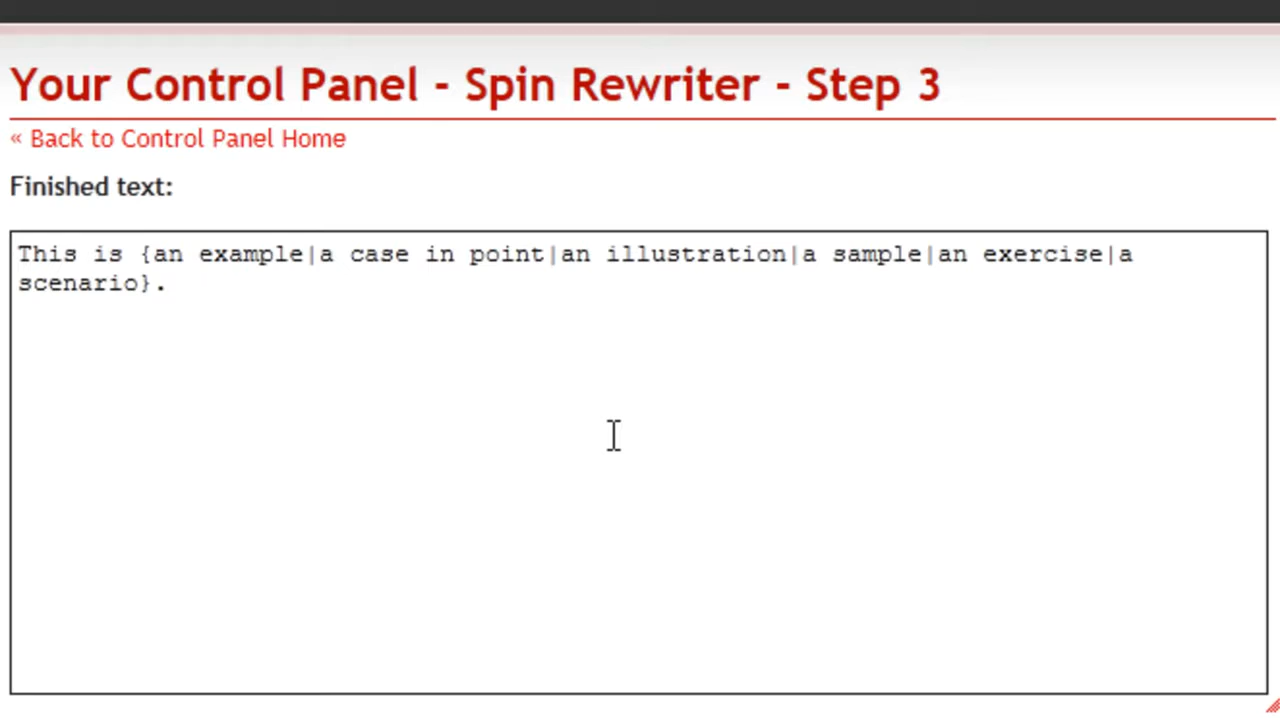 Your Control Panel - Spin Rewriter - Step 3
« Back to Control Panel Home
Finished text:
This is {an example|a case in point|an illustration|a sample|an exercise|a
scenario}.